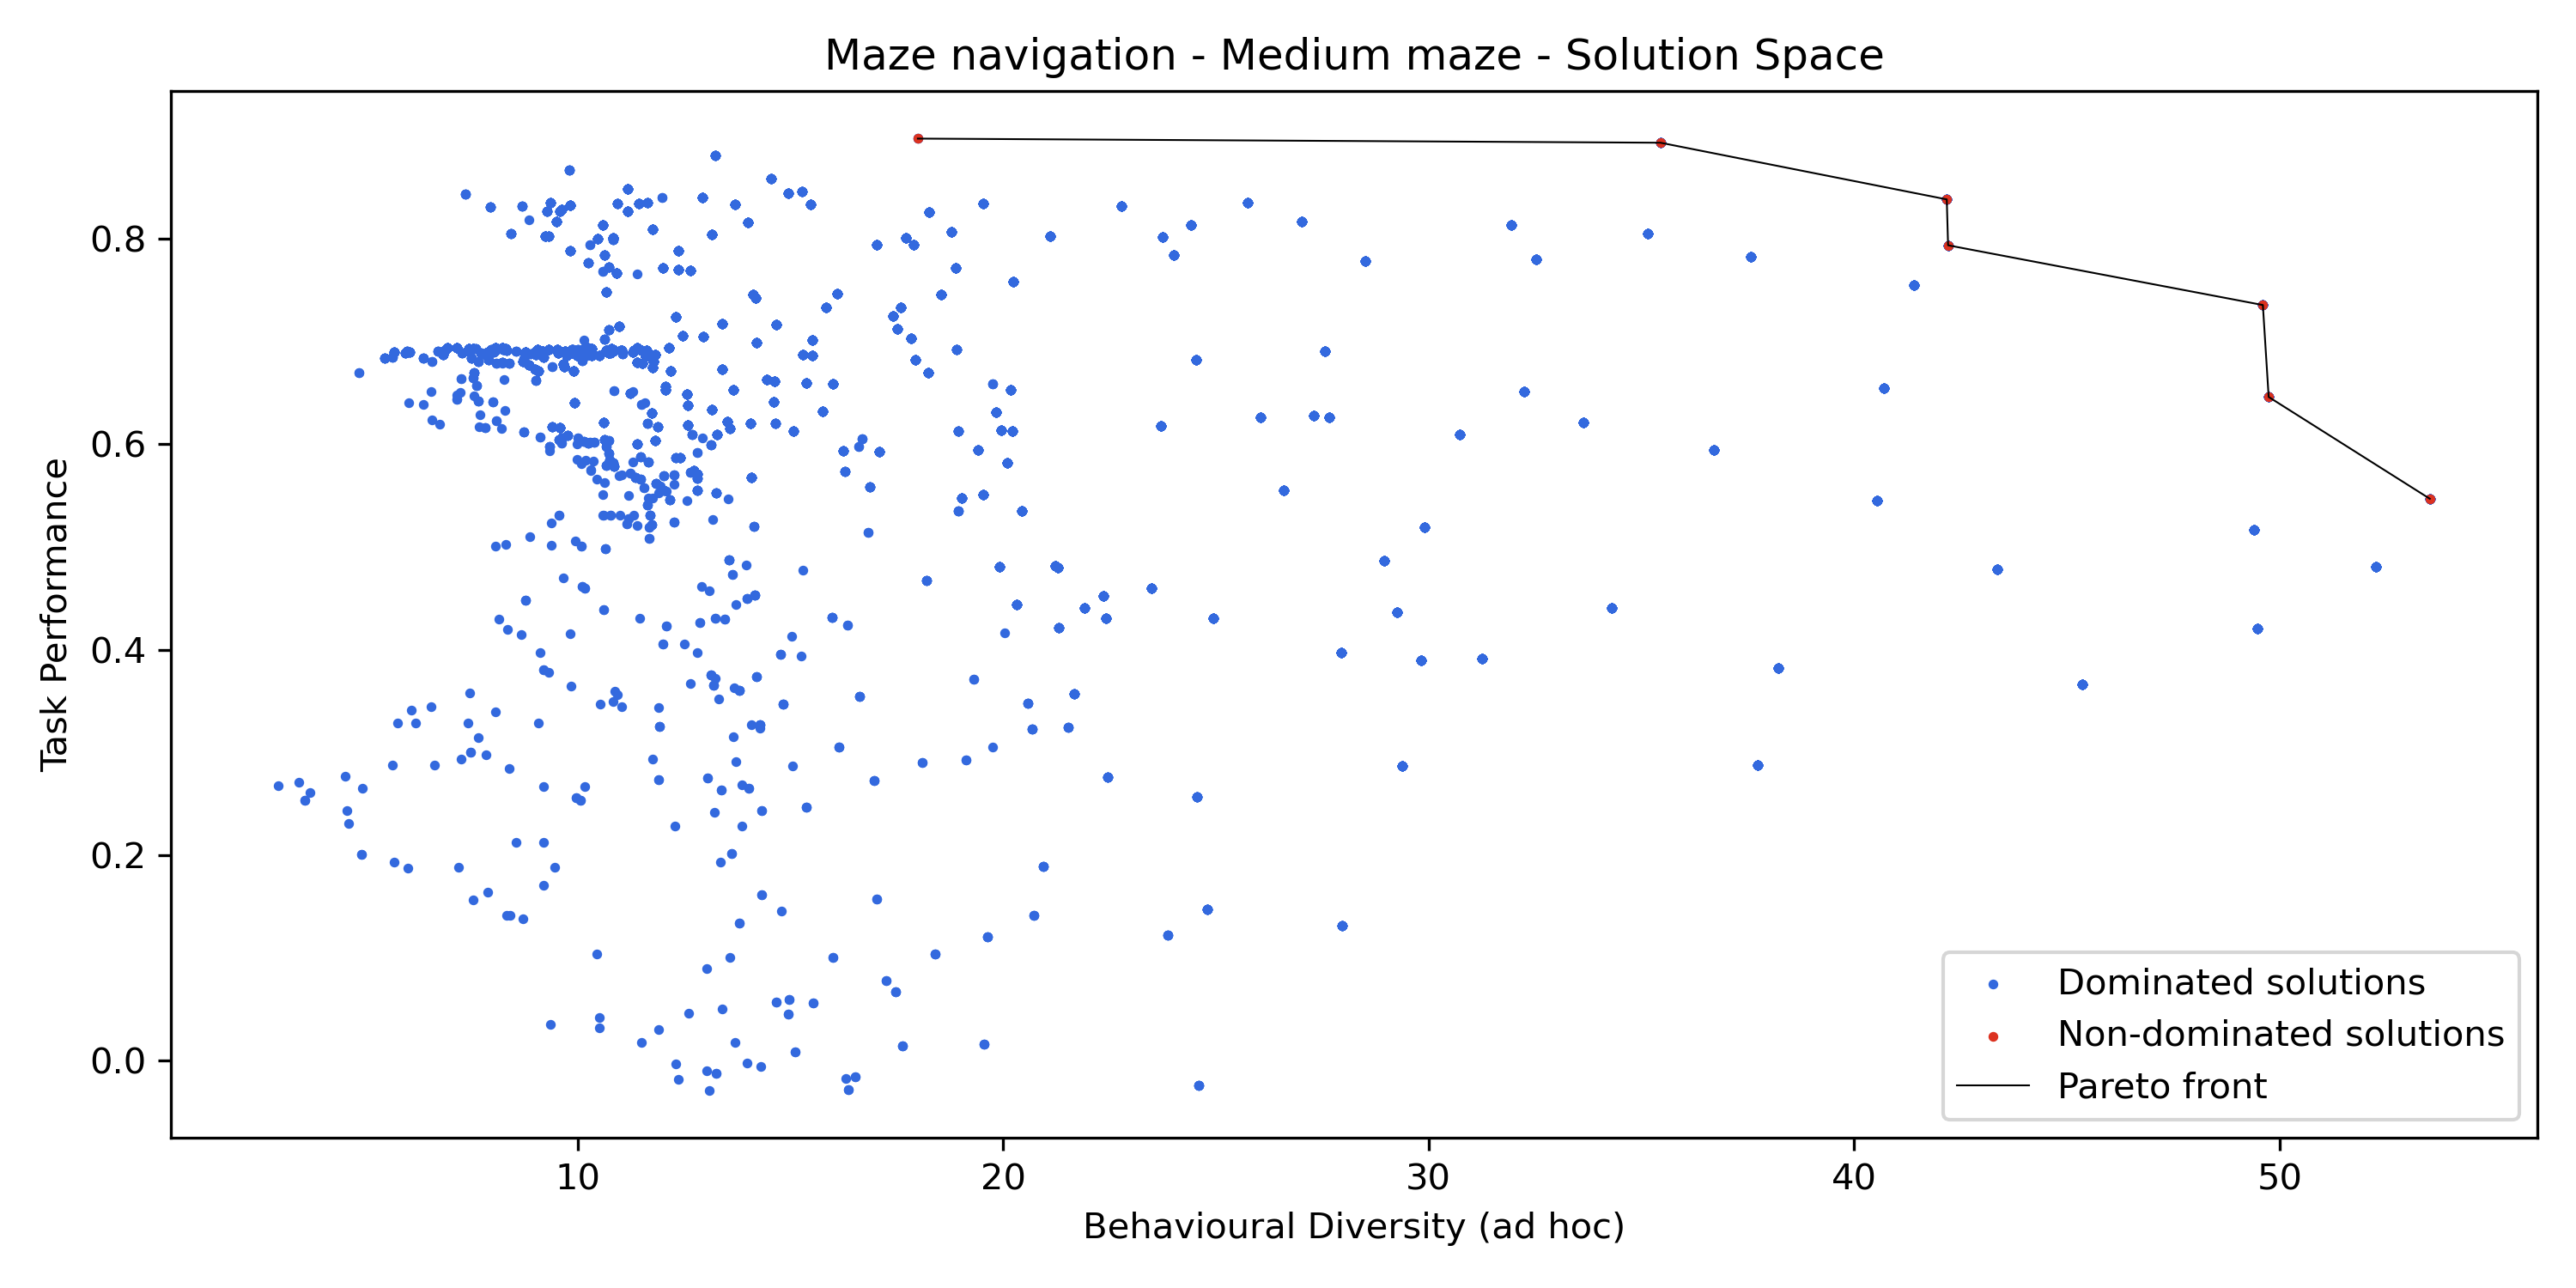 Maze navigation - Medium maze - Solution Space
Task Performance
0.8
0.6
0.4
0.2
0.0
10 20 30 40 50
Behavioural Diversity (ad hoc)
Dominated solutions
Non-dominated solutions
Pareto front